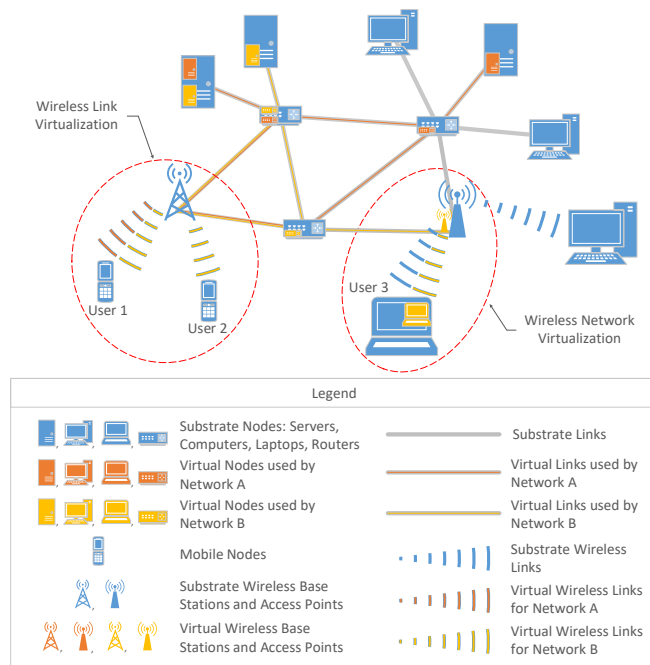 Wireless Link
Virtualization
User 1
User 2
User 3
Wireless Network
Virtualization
Legend
Substrate Nodes: Servers,
Computers, Laptops, Routers
Substrate Links
Virtual Nodes used by
Network A
Virtual Links used by
Network A
Virtual Nodes used by
Network B
Virtual Links used by
Network B
Mobile Nodes
Substrate Wireless
Links
Substrate Wireless Base
Stations and Access Points
Virtual Wireless Links
for Network A
Virtual Wireless Base
Stations and Access Points
Virtual Wireless Links
for Network B